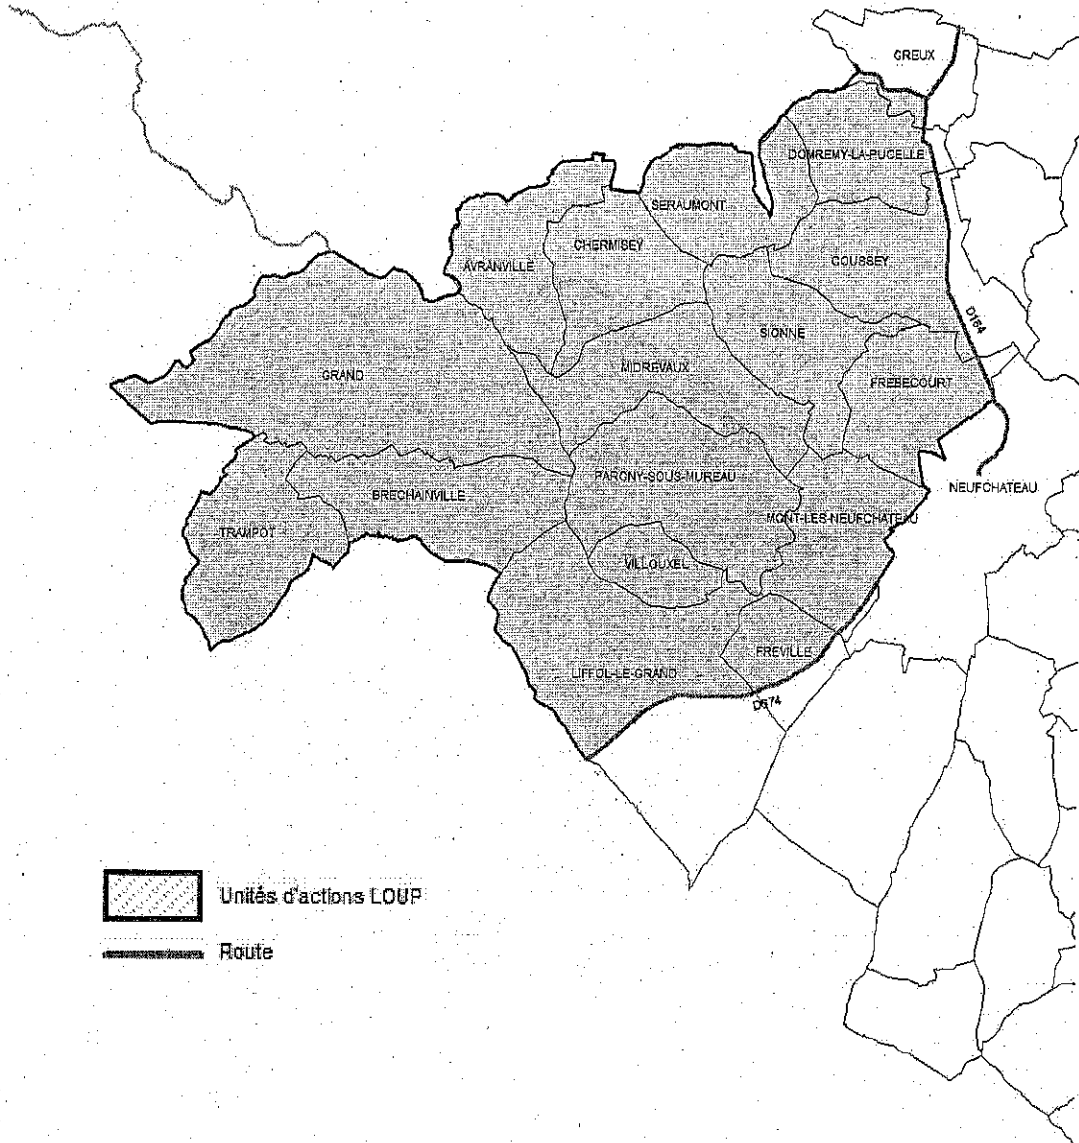 GREUX
DOMREMY-LA-PUCELLE
SERAUMONT
CHERMISEY
AVRANVILLE
COUSSEY
D164
SIONNE
MIDREVAUX
GRAND
FREBECOURT
PARGNY-SOUS-MUREAU
NEUFCHATEAU
BRECHAINVILLE
MONT-LES-NEUFCHATEAU
TRAMPOT
VILLOUXEL
FREVILLE
LIFFOL-LE-GRAND
D674
Unités d'actions LOUP
Route